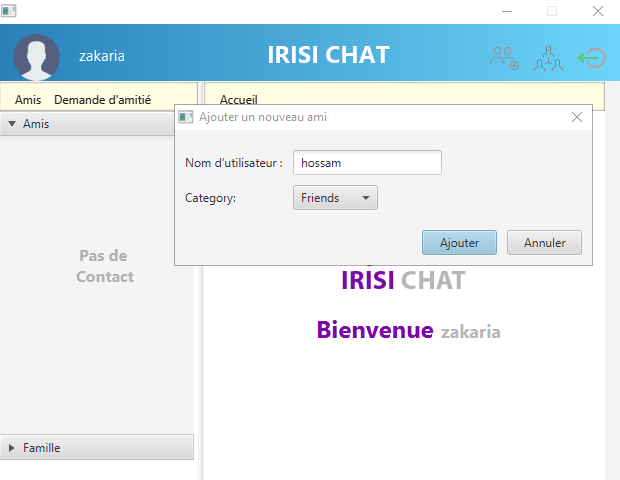 zakaria
IRISI CHAT
Amis Demande d'amitié
Accueil
Amis
Ajouter un nouveau ami
Nom d'utilisateur :
hossam
Category:
Friends
Ajouter
Annuler
Pas de
Contact
IRISI CHAT
Bienvenue zakaria
Famille